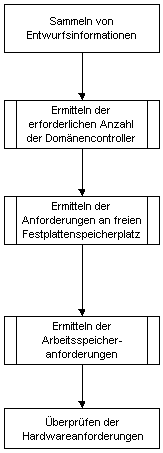 Sammeln von
Entwurfsinformationen
Ermitteln der
erforderlichen Anzahl
der Domänencontroller
Ermitteln der
Anforderungen an freien
Festplattenspeicherplatz
Ermitteln der
Arbeitsspeicher-
anforderungen
Überprüfen der
Hardwareanforderungen